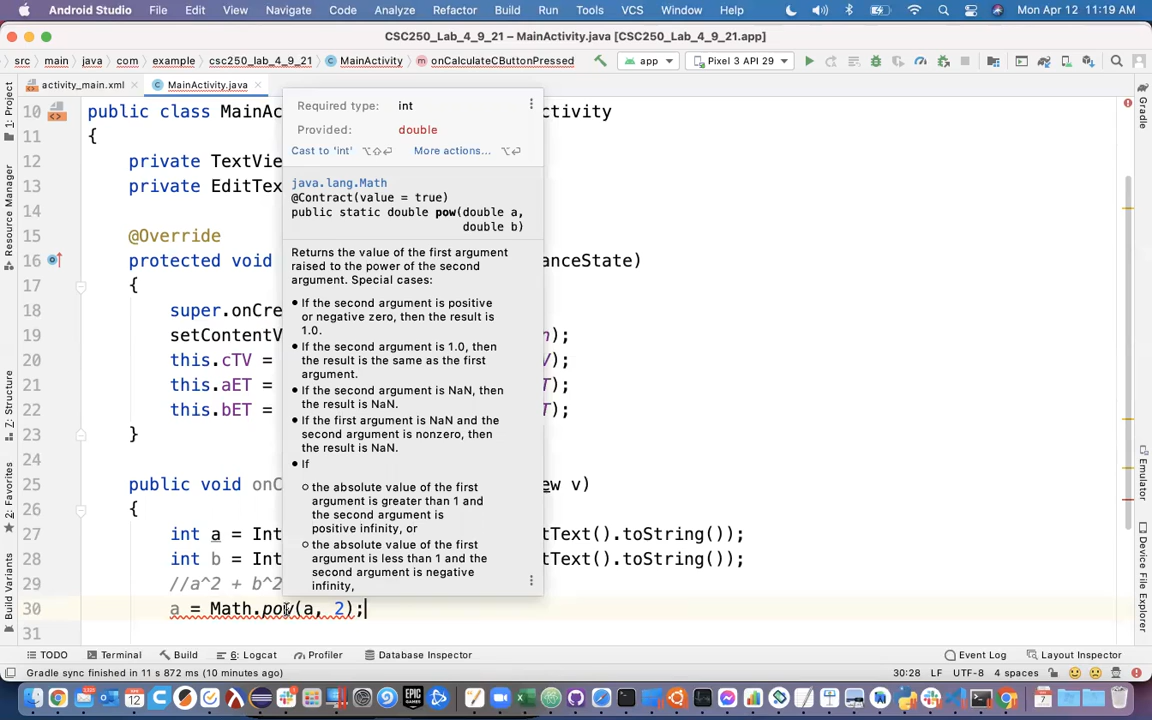 Android Studio File Edit View Navigate Code Analyze Refactor Build Run Tools VCS Window Help Mon Apr 12 11:19 AM
CSC250_Lab_4_9_21 – MainActivity.java [CSC250_Lab_4_9_21.app]
src main java com example csc250_lab_4_9_21 MainActivity onCalculateCButtonPressed app Pixel 3 API 29
activity_main.xml MainActivity.java
10 public class MainAc ctivity
11 {
12 private TextVie
13 private EditTex
14
15 @Override
16 protected void anceState)
17 {
18 super.onCre
19 setContentV n);
20 this.cTV = V);
21 this.aET = T);
22 this.bET = T);
23 }
24
25 public void onC ew v)
26 {
27 int a = Int tText().toString());
28 int b = Int tText().toString());
29 //a^2 + b^2
30 a = Math.pow(a, 2);
31
Required type: int
Provided: double
Cast to 'int' ⌥⇧⏎ More actions... ⌥⏎
java.lang.Math
@Contract(value = true)
public static double pow(double a,
double b)
Returns the value of the first argument
raised to the power of the second
argument. Special cases:
• If the second argument is positive
or negative zero, then the result is
1.0.
• If the second argument is 1.0, then
the result is the same as the first
argument.
• If the second argument is NaN, then
the result is NaN.
• If the first argument is NaN and the
second argument is nonzero, then
the result is NaN.
• If
○ the absolute value of the first
argument is greater than 1 and
the second argument is
positive infinity, or
○ the absolute value of the first
argument is less than 1 and the
second argument is negative
infinity,
1: Project
Resource Manager
Z: Structure
2: Favorites
Build Variants
Gradle
Emulator
Device File Explorer
TODO Terminal Build 6: Logcat Profiler Database Inspector Event Log Layout Inspector
Gradle sync finished in 11 s 872 ms (10 minutes ago) 30:28 LF UTF-8 4 spaces